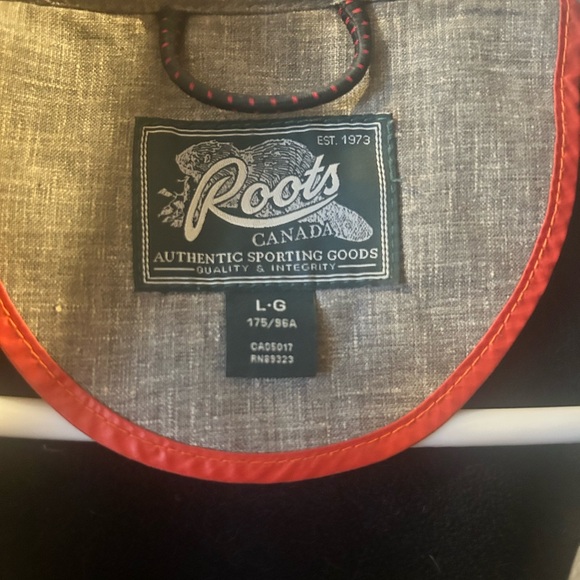 EST. 1973
Roots
CANADA
AUTHENTIC SPORTING GOODS
QUALITY & INTEGRITY
L·G
175/96A
CA05017
RN89323